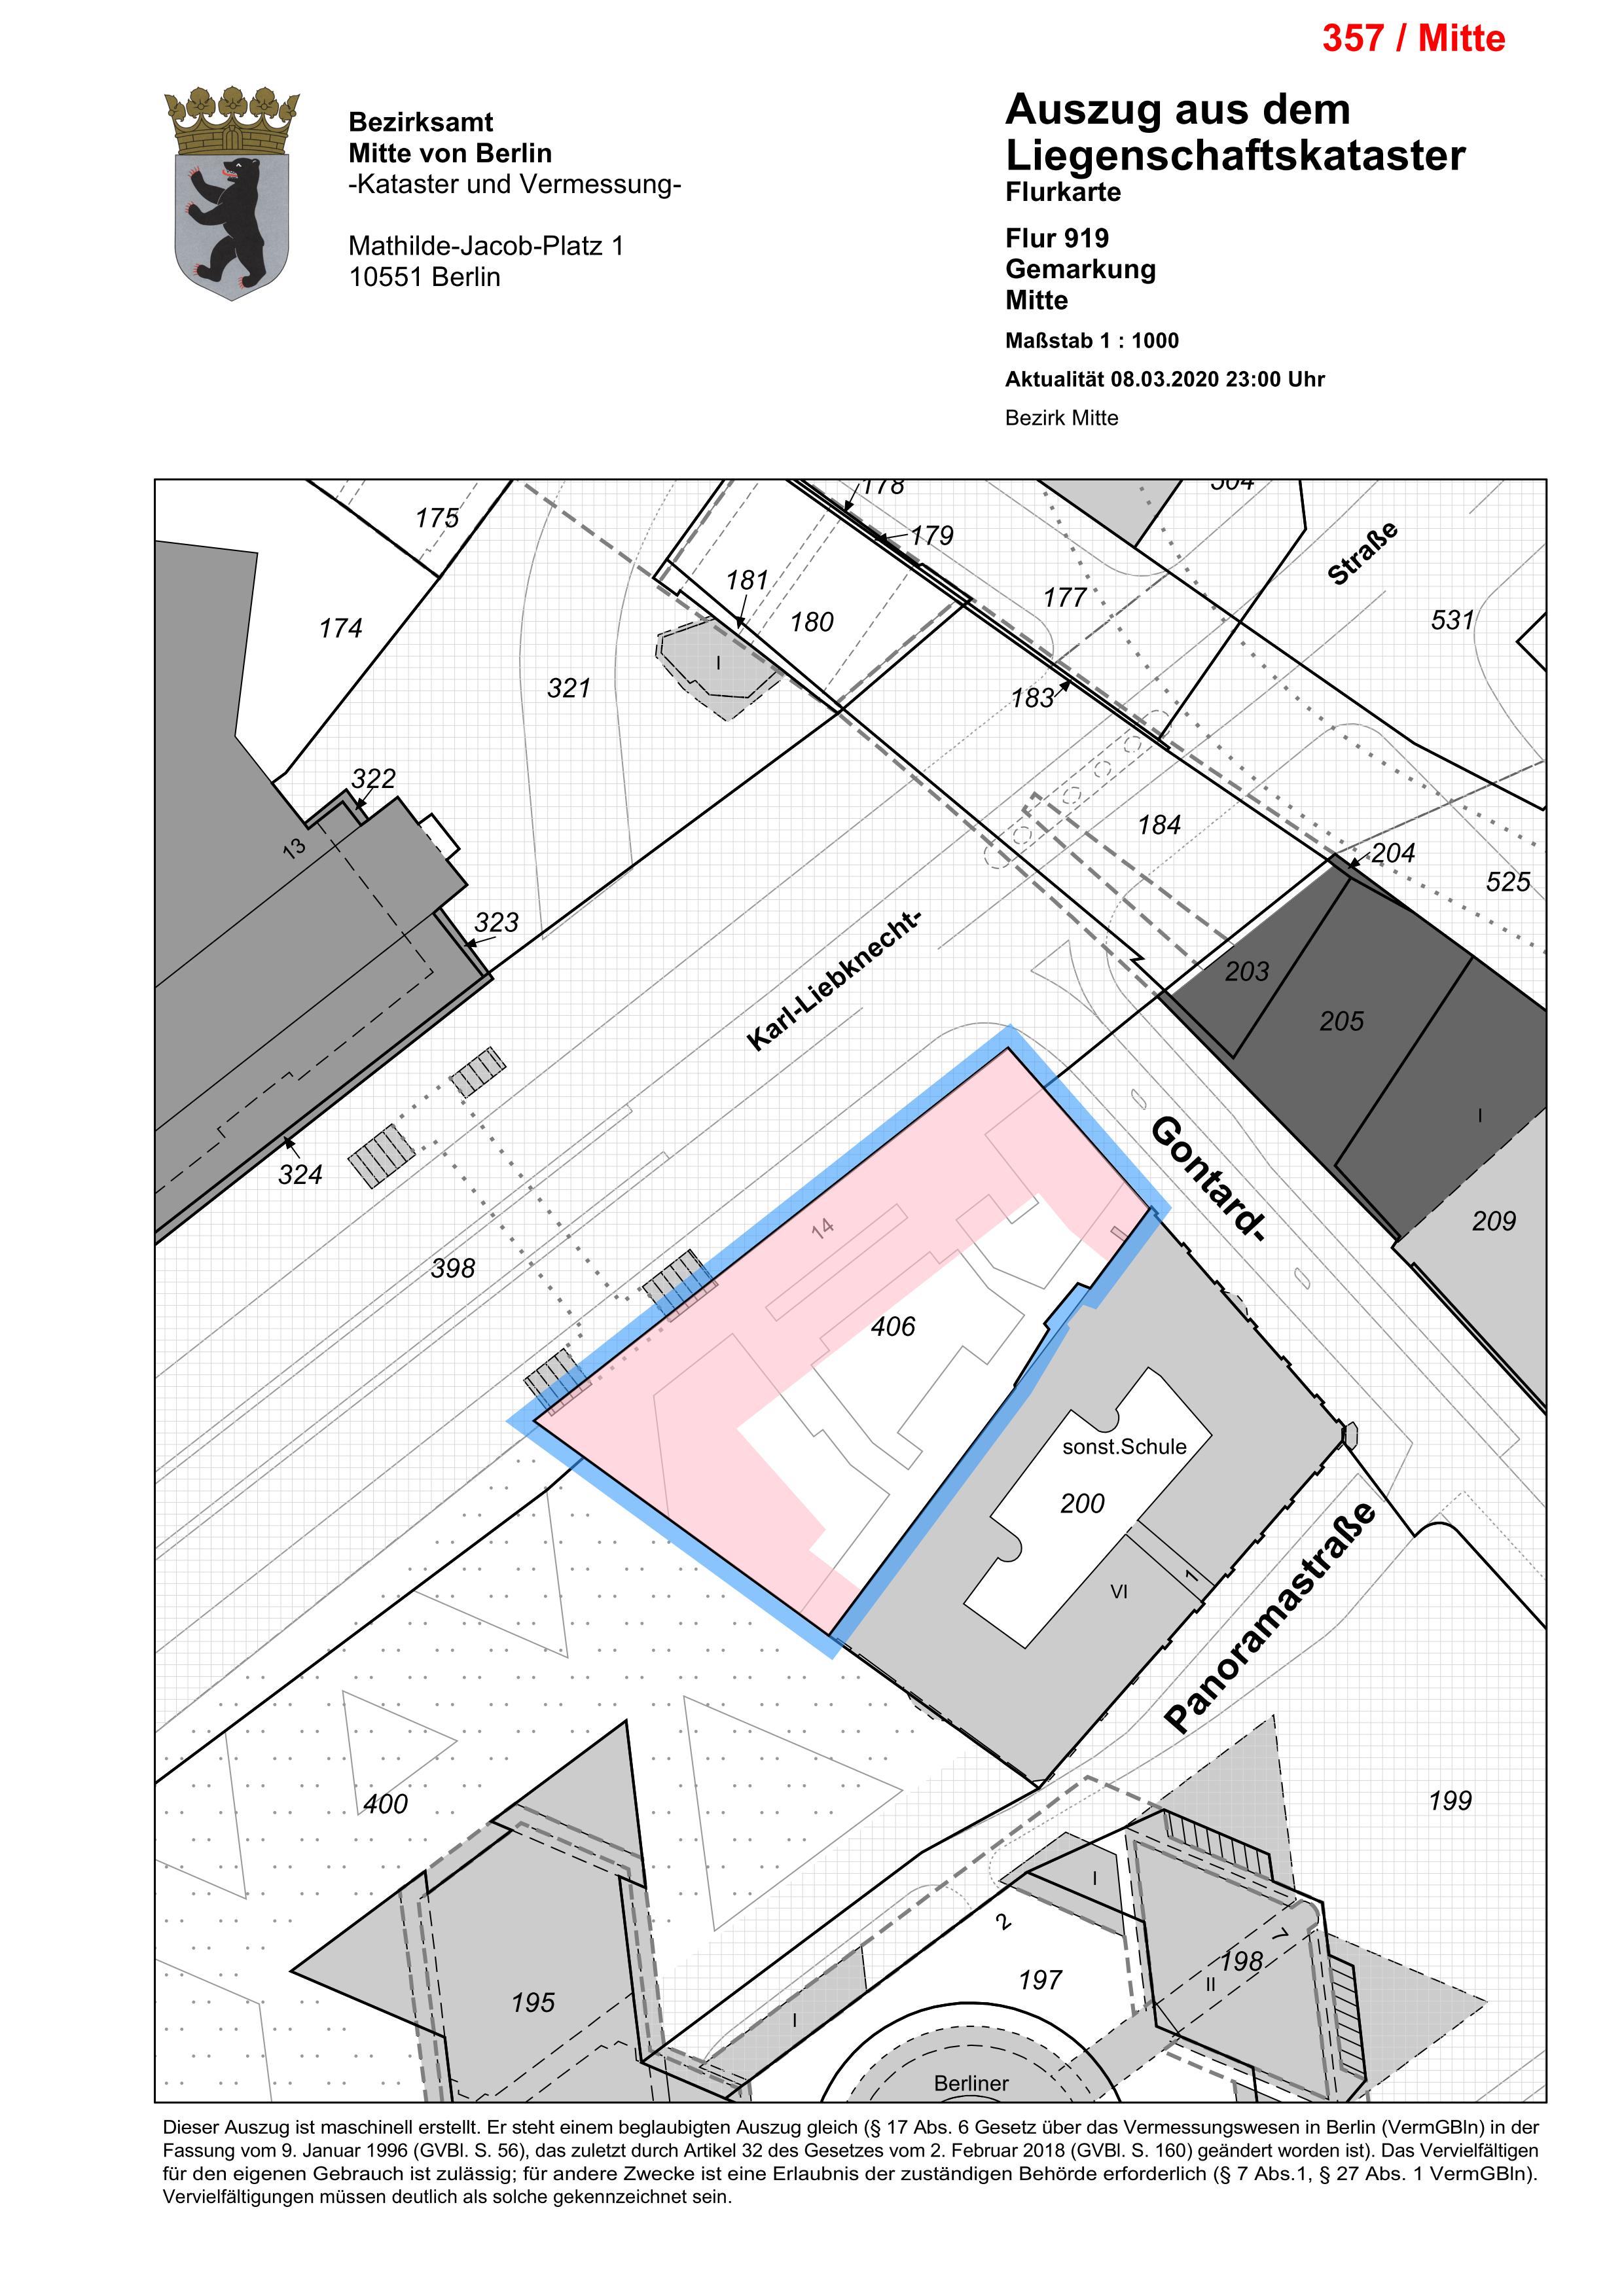 357 / Mitte
Bezirksamt
Mitte von Berlin
-Kataster und Vermessung-
Mathilde-Jacob-Platz 1
10551 Berlin
Auszug aus dem
Liegenschaftskataster
Flurkarte
Flur 919
Gemarkung
Mitte
Maßstab 1 : 1000
Aktualität 08.03.2020 23:00 Uhr
Bezirk Mitte
178
504
175
179
Straße
181
177
180
531
174
I
321
183
322
184
13
204
525
323
203
Karl-Liebknecht-
205
I
Gontard-
324
14
209
398
406
sonst.Schule
200
VI
1
Panoramastraße
400
199
I
2
7
198
197
II
195
I
Berliner
Dieser Auszug ist maschinell erstellt. Er steht einem beglaubigten Auszug gleich (§ 17 Abs. 6 Gesetz über das Vermessungswesen in Berlin (VermGBln) in der
Fassung vom 9. Januar 1996 (GVBl. S. 56), das zuletzt durch Artikel 32 des Gesetzes vom 2. Februar 2018 (GVBl. S. 160) geändert worden ist). Das Vervielfältigen
für den eigenen Gebrauch ist zulässig; für andere Zwecke ist eine Erlaubnis der zuständigen Behörde erforderlich (§ 7 Abs.1, § 27 Abs. 1 VermGBln).
Vervielfältigungen müssen deutlich als solche gekennzeichnet sein.